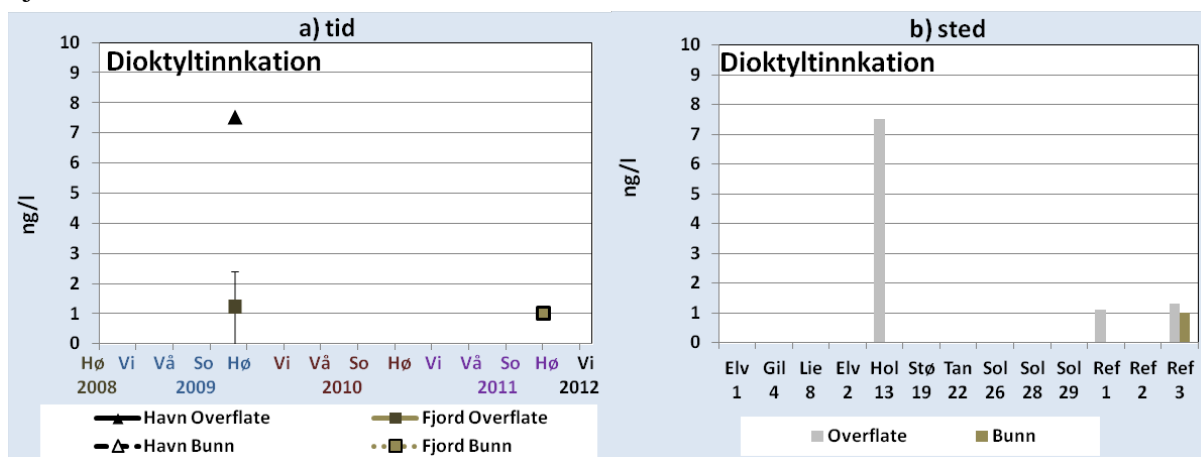 a) tid
Dioktyltinnkation
ng/l
10
9
8
7
6
5
4
3
2
1
0
Hø Vi Vå So Hø Vi Vå So Hø Vi Vå So Hø Vi
2008 2009 2010 2011 2012
Havn Overflate Fjord Overflate
Havn Bunn Fjord Bunn
b) sted
Dioktyltinnkation
ng/l
10
9
8
7
6
5
4
3
2
1
0
Elv Gil Lie Elv Hol Stø Tan Sol Sol Sol Ref Ref Ref
1 4 8 2 13 19 22 26 28 29 1 2 3
Overflate Bunn